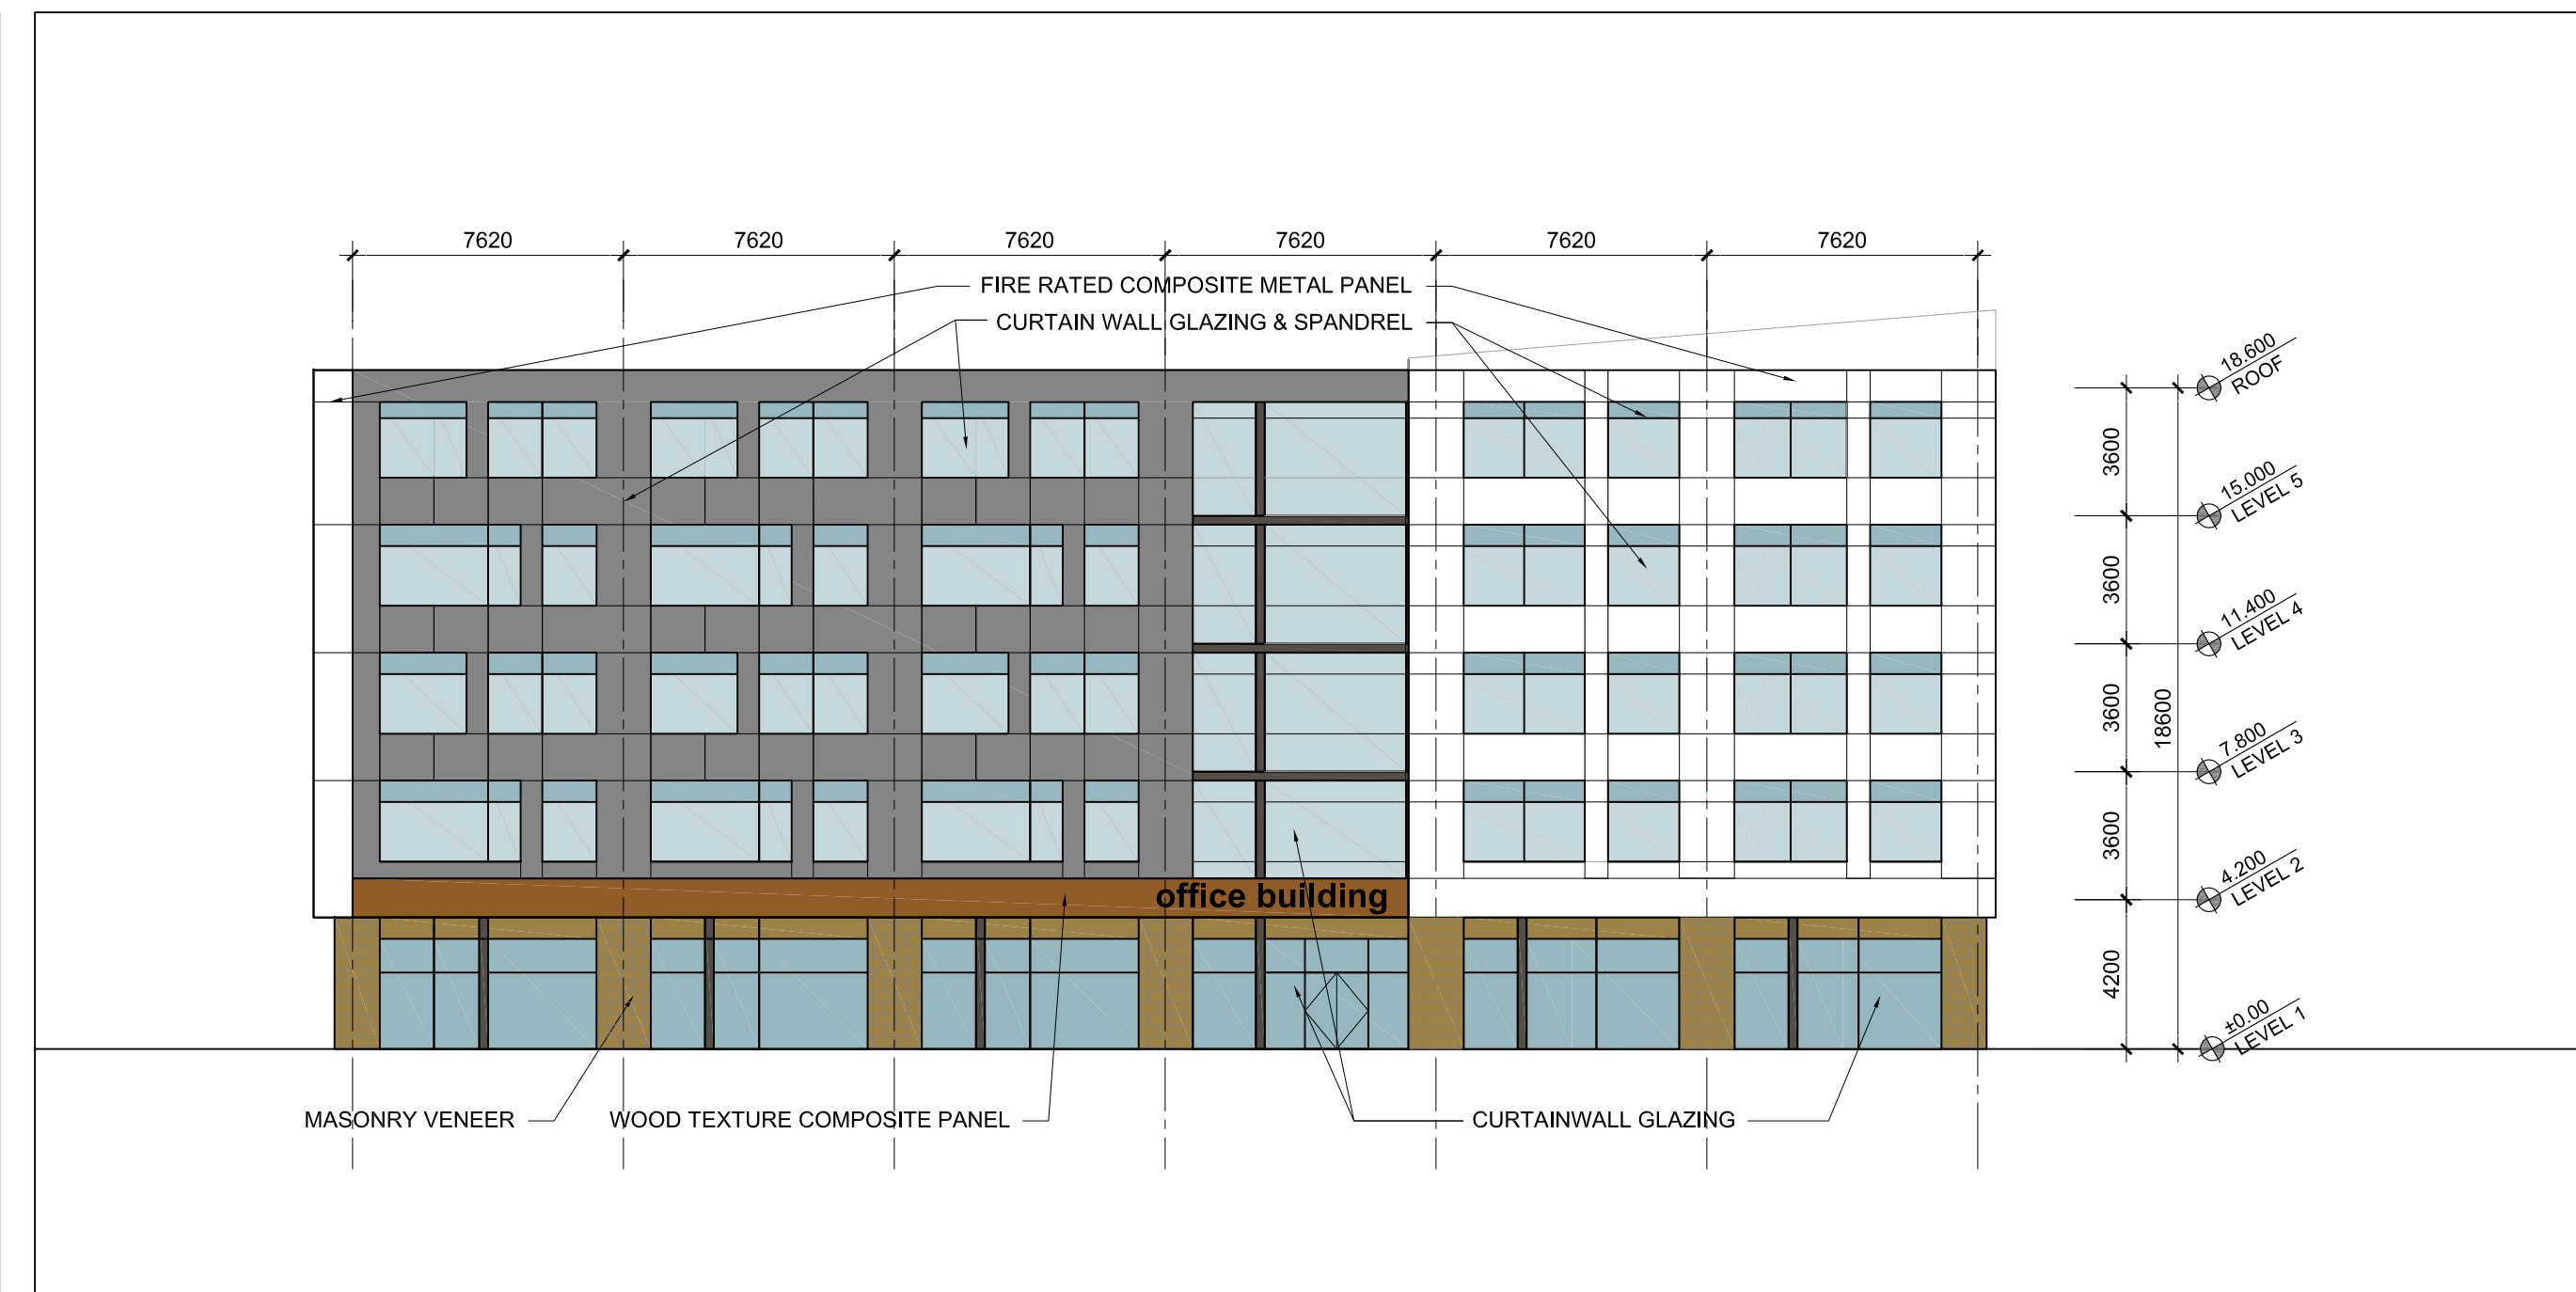 7620 7620 7620 7620 7620 7620
FIRE RATED COMPOSITE METAL PANEL
CURTAIN WALL GLAZING & SPANDREL
18.600
ROOF
3600
15.000
LEVEL 5
3600
11.400
LEVEL 4
3600
18600
7.800
LEVEL 3
3600
4.200
LEVEL 2
office building
4200
±0.00
LEVEL 1
MASONRY VENEER
WOOD TEXTURE COMPOSITE PANEL
CURTAINWALL GLAZING